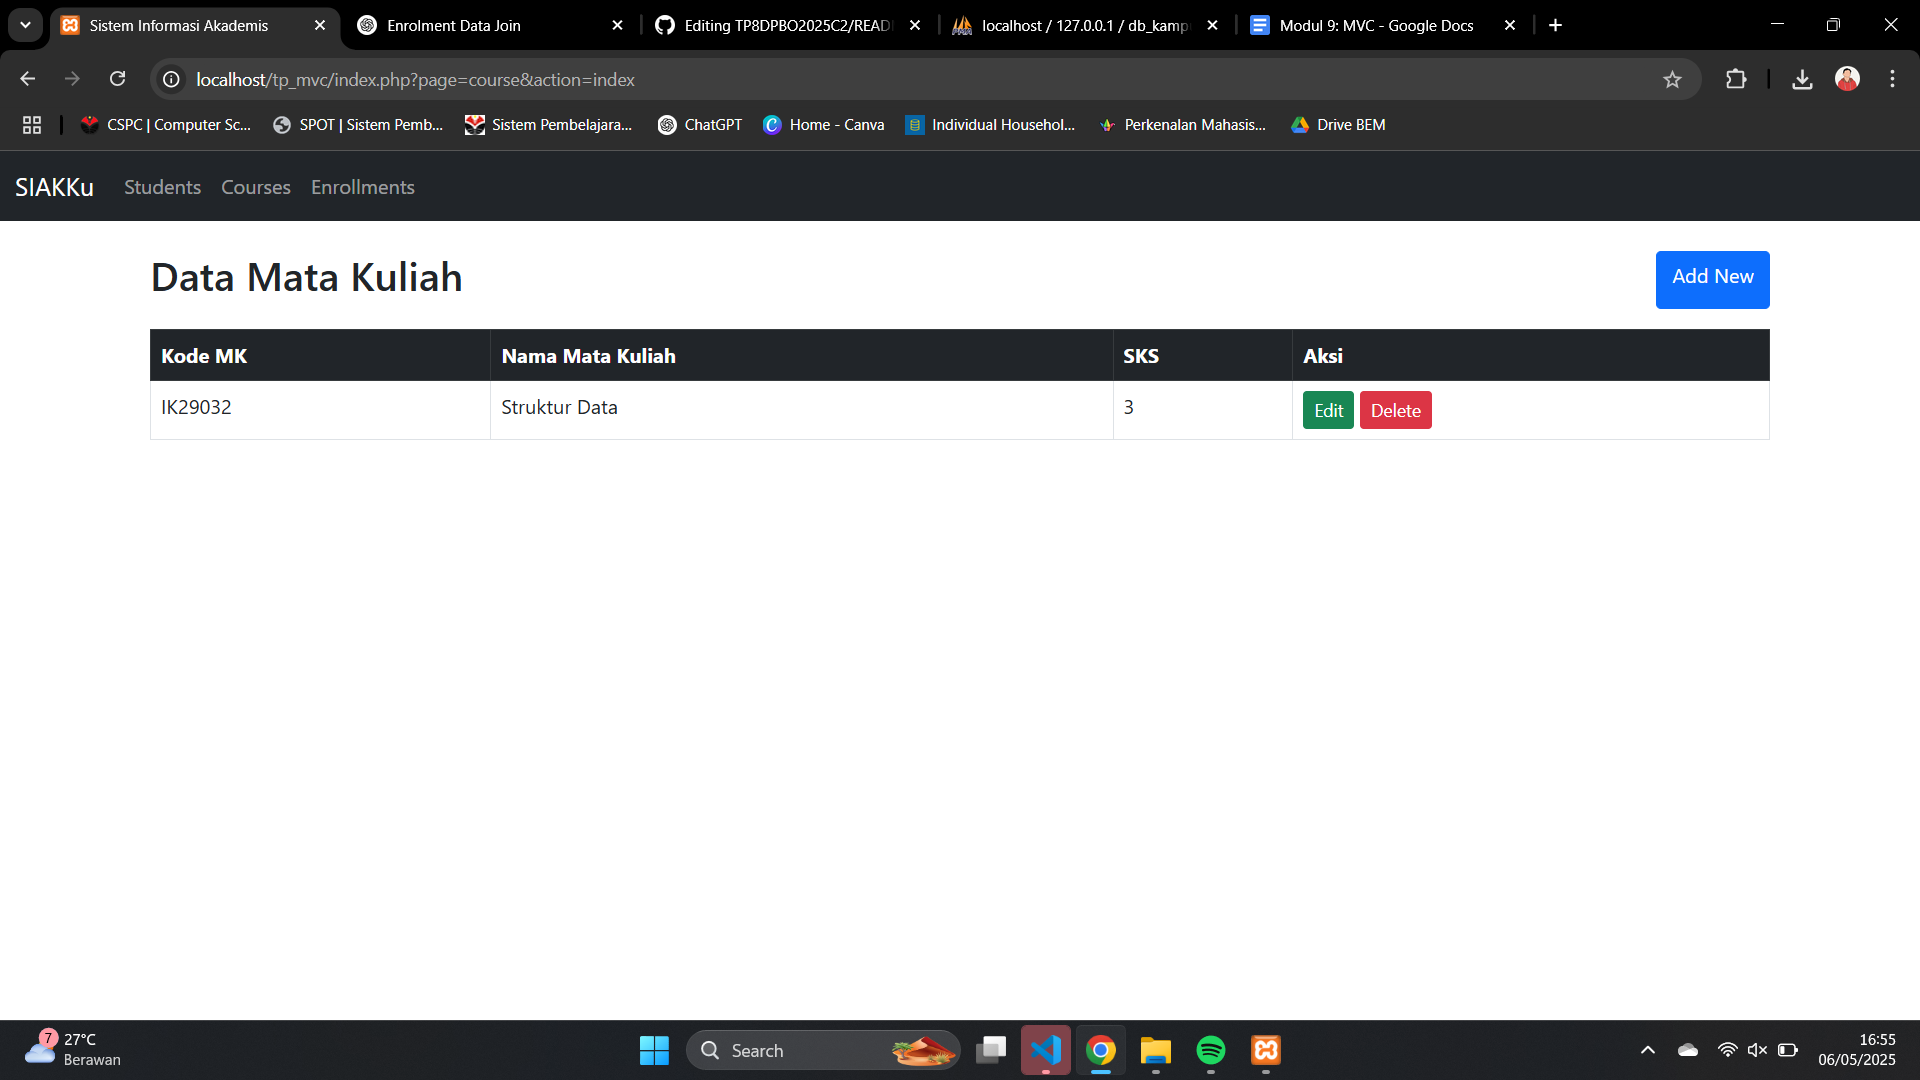 Sistem Informasi Akademis
Enrolment Data Join
Editing TP8DPBO2025C2/READ
localhost / 127.0.0.1 / db_kamp
Modul 9: MVC - Google Docs
localhost/tp_mvc/index.php?page=course&action=index
CSPC | Computer Sc...
SPOT | Sistem Pemb...
Sistem Pembelajara...
ChatGPT
Home - Canva
Individual Househol...
Perkenalan Mahasis...
Drive BEM
SIAKKu
Students
Courses
Enrollments
Data Mata Kuliah
Add New
Kode MK
Nama Mata Kuliah
SKS
Aksi
IK29032
Struktur Data
3
Edit
Delete
7
27°C
Berawan
Search
16:55
06/05/2025